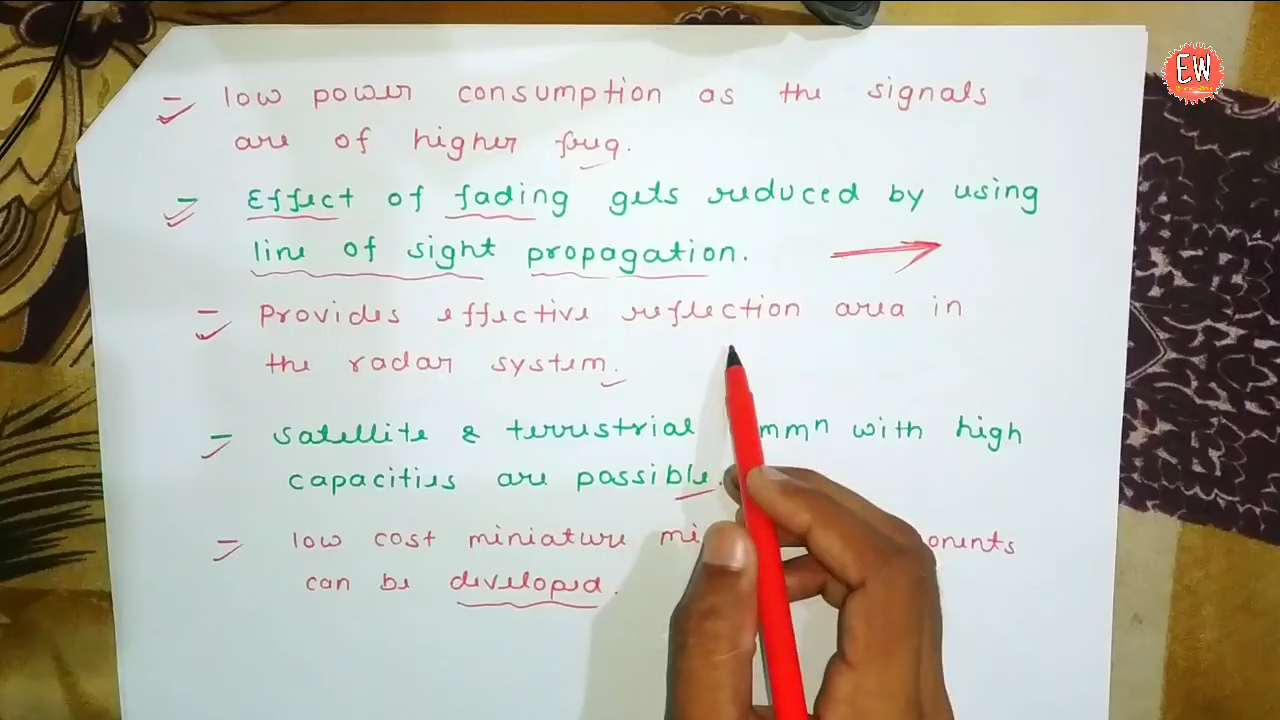 EW
- low power consumption as the signals
are of higher freq.
- Effect of fading gets reduced by using
line of sight propagation.
- Provides effective reflection area in
the radar system.
- Satellite & terrestrial mmn with high
capacities are possible.
- low cost miniature mi onents
can be developed.